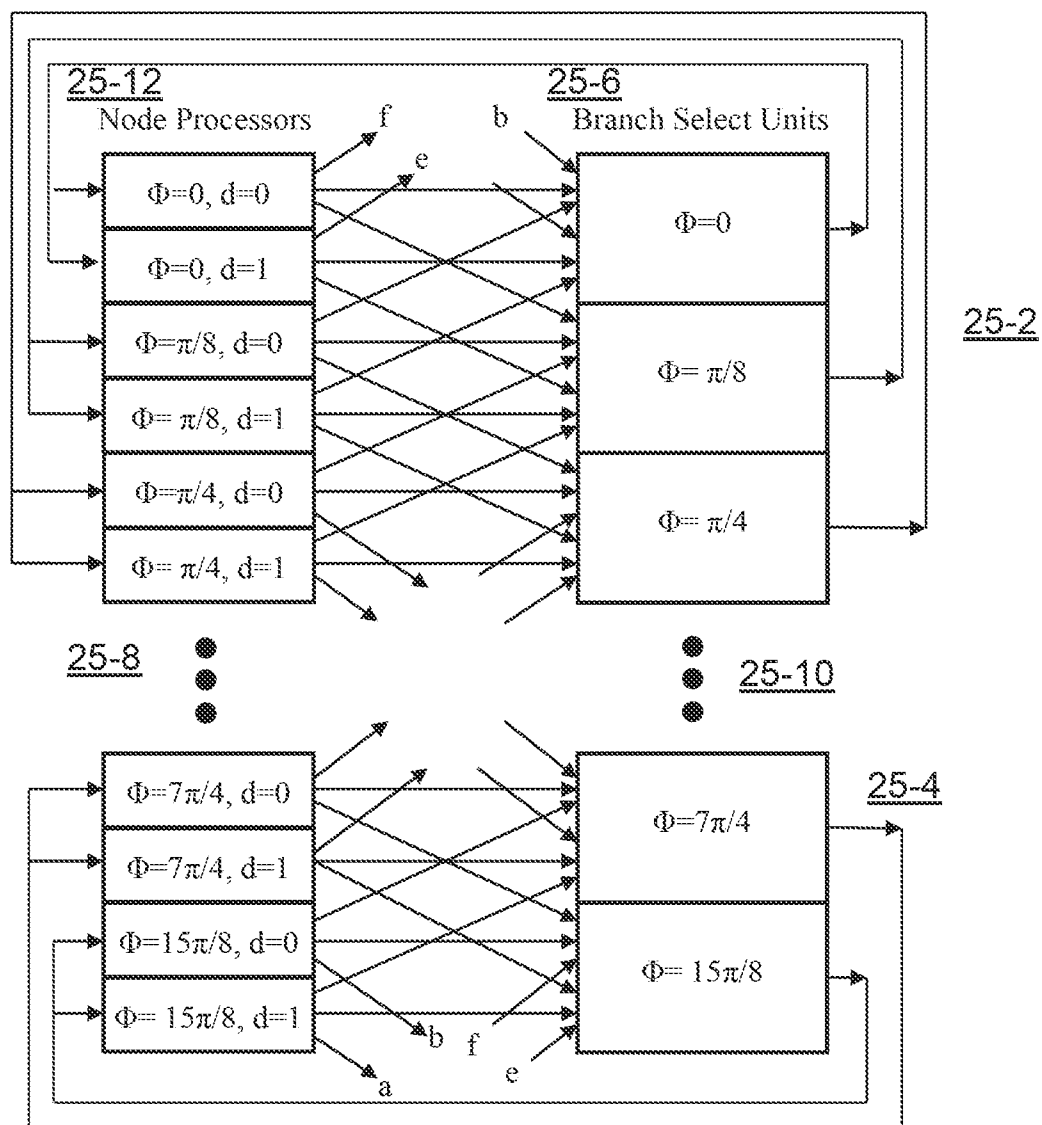 25-12
25-6
Node Processors
f
b
Branch Select Units
e
Φ=0, d=0
Φ=0
Φ=0, d=1
25-2
Φ=π/8, d=0
Φ= π/8
Φ= π/8, d=1
Φ=π/4, d=0
Φ= π/4
Φ= π/4, d=1
25-8
25-10
25-4
Φ=7π/4, d=0
Φ=7π/4
Φ=7π/4, d=1
Φ=15π/8, d=0
Φ= 15π/8
Φ= 15π/8, d=1
b
f
e
a